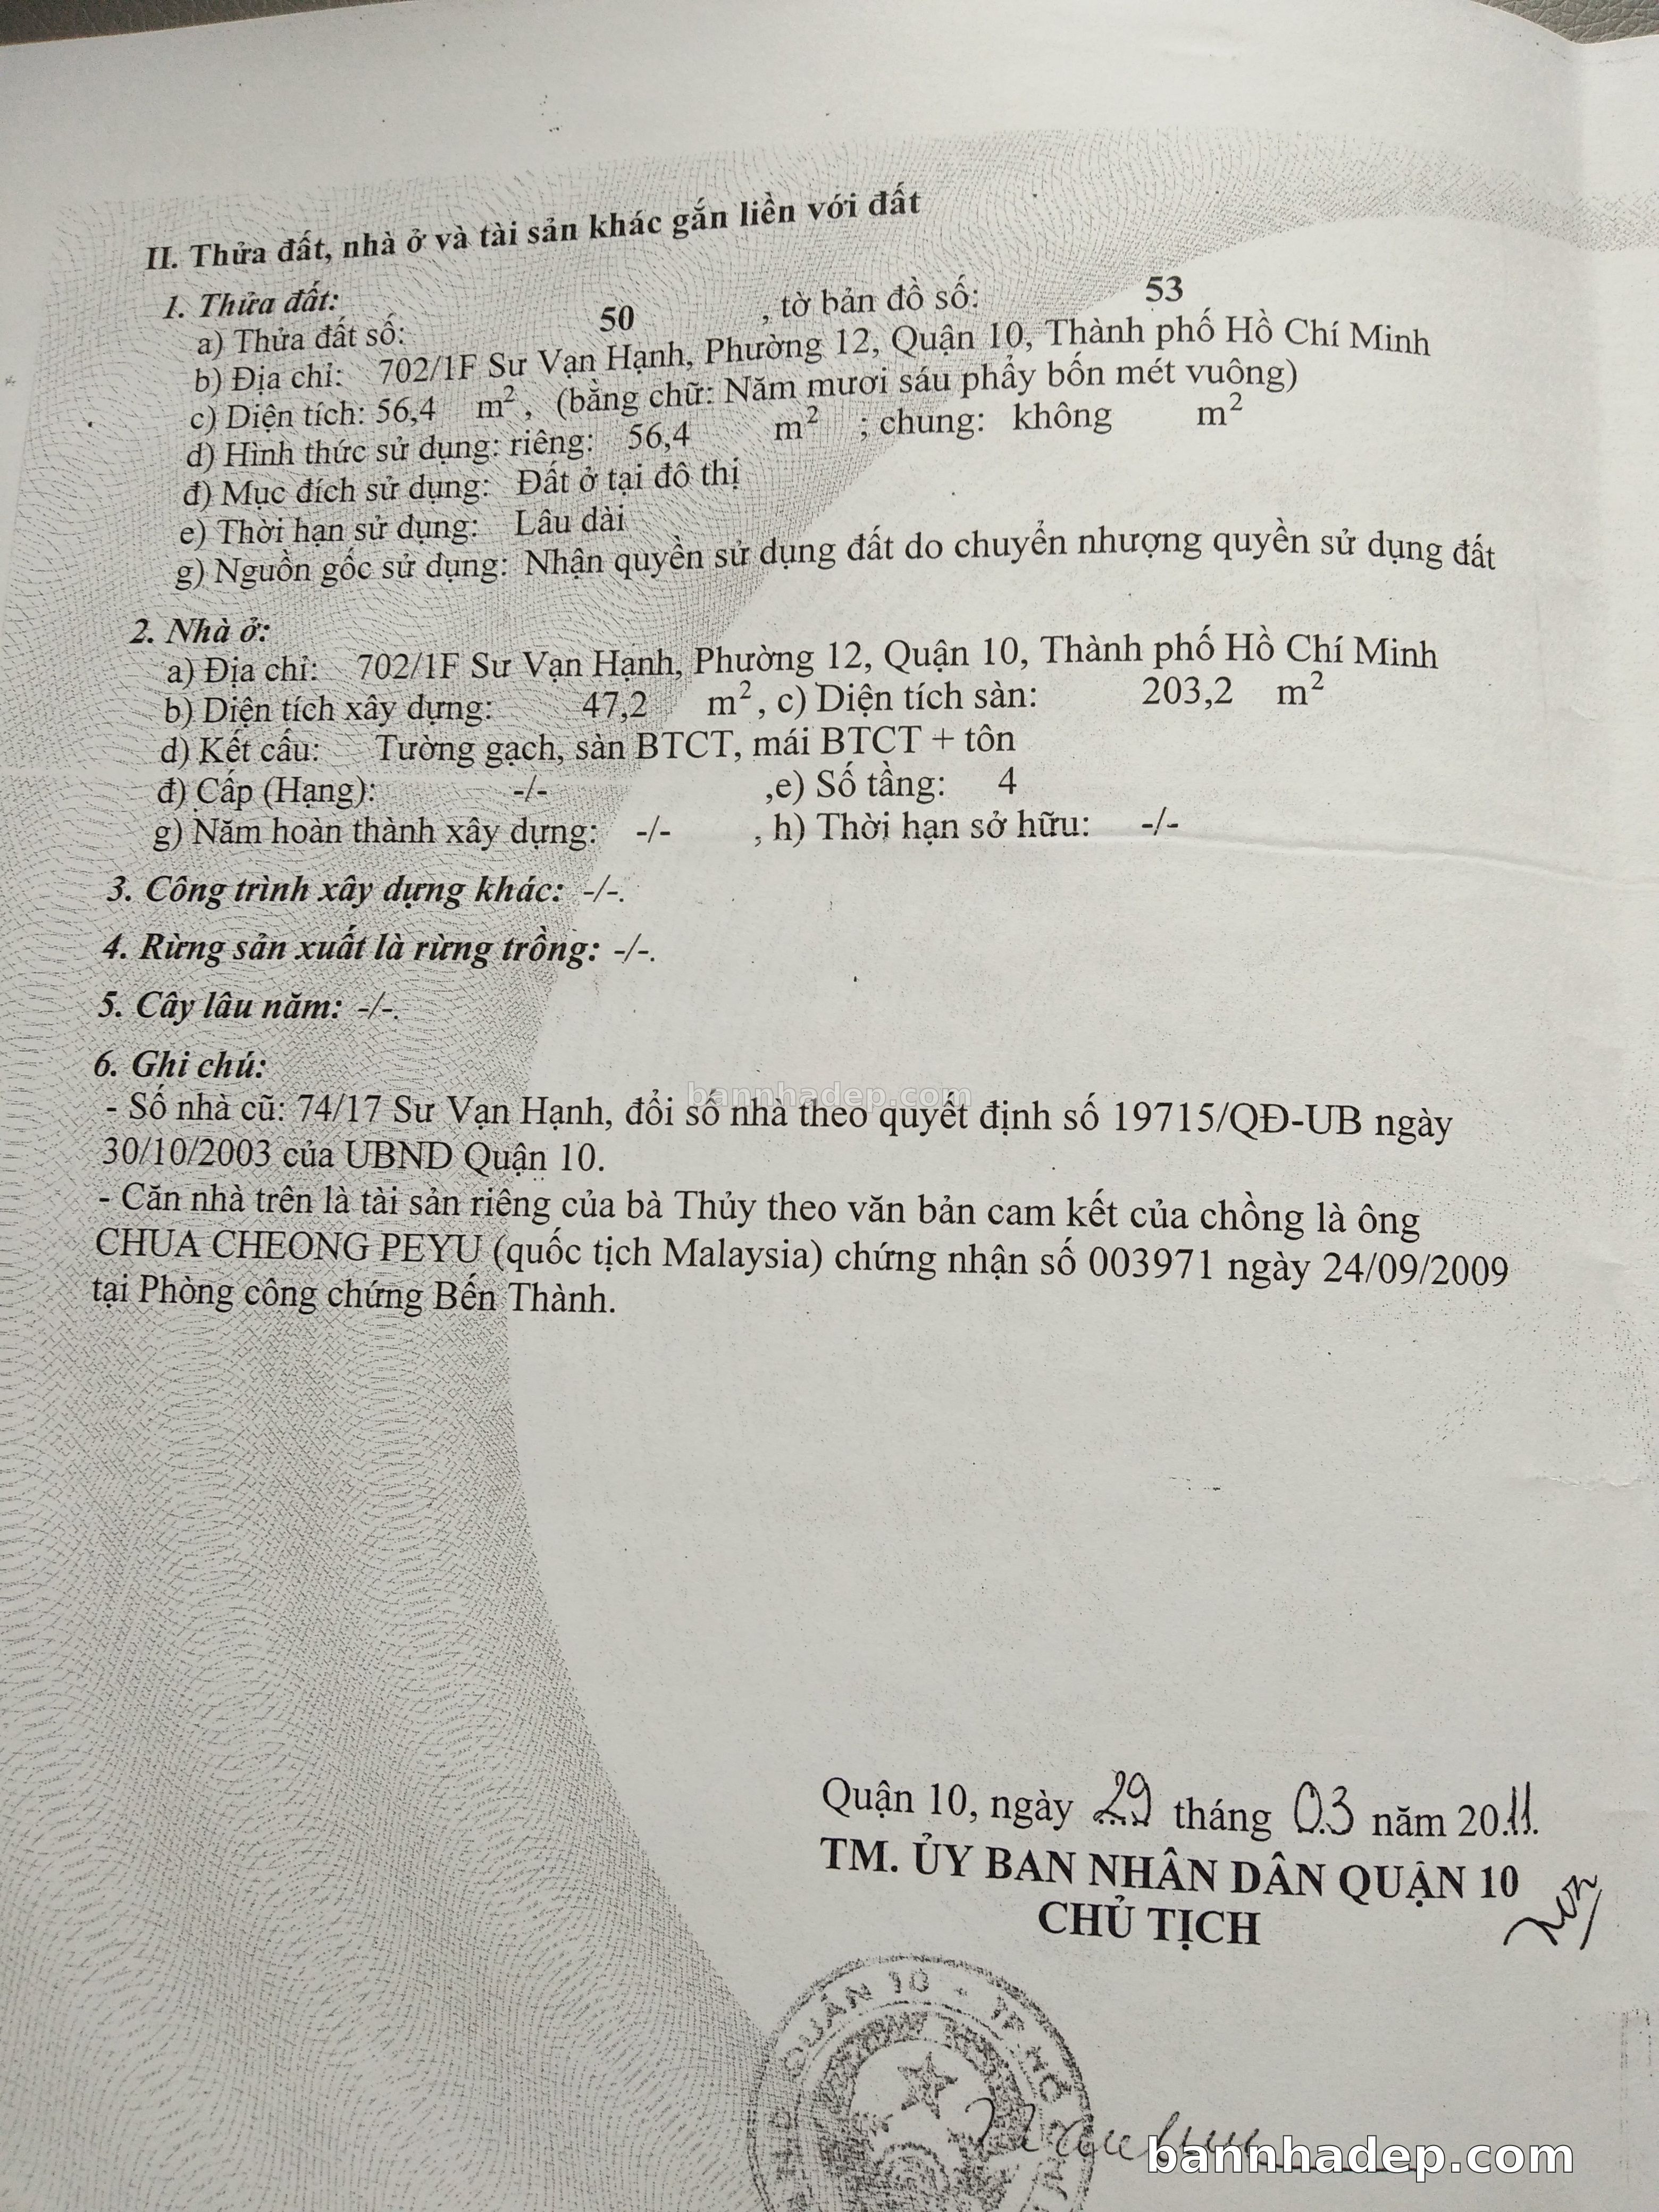 II. Thửa đất, nhà ở và tài sản khác gắn liền với đất
1. Thửa đất:
a) Thửa đất số: 50 , tờ bản đồ số: 53
b) Địa chỉ: 702/1F Sư Vạn Hạnh, Phường 12, Quận 10, Thành phố Hồ Chí Minh
c) Diện tích: 56,4 m², (bằng chữ: Năm mươi sáu phẩy bốn mét vuông)
d) Hình thức sử dụng: riêng: 56,4 m² ; chung: không m²
đ) Mục đích sử dụng: Đất ở tại đô thị
e) Thời hạn sử dụng: Lâu dài
g) Nguồn gốc sử dụng: Nhận quyền sử dụng đất do chuyển nhượng quyền sử dụng đất
2. Nhà ở:
a) Địa chỉ: 702/1F Sư Vạn Hạnh, Phường 12, Quận 10, Thành phố Hồ Chí Minh
b) Diện tích xây dựng: 47,2 m², c) Diện tích sàn: 203,2 m²
d) Kết cấu: Tường gạch, sàn BTCT, mái BTCT + tôn
đ) Cấp (Hạng): -/- ,e) Số tầng: 4
g) Năm hoàn thành xây dựng: -/- , h) Thời hạn sở hữu: -/-
3. Công trình xây dựng khác: -/-.
4. Rừng sản xuất là rừng trồng: -/-.
5. Cây lâu năm: -/-.
6. Ghi chú:
bannhadep.com
- Số nhà cũ: 74/17 Sư Vạn Hạnh, đổi số nhà theo quyết định số 19715/QĐ-UB ngày
30/10/2003 của UBND Quận 10.
- Căn nhà trên là tài sản riêng của bà Thủy theo văn bản cam kết của chồng là ông
CHUA CHEONG PEYU (quốc tịch Malaysia) chứng nhận số 003971 ngày 24/09/2009
tại Phòng công chứng Bến Thành.
Quận 10, ngày 29 tháng 03 năm 2011.
TM. ỦY BAN NHÂN DÂN QUẬN 10
CHỦ TỊCH
QUẬN 10 - TP. HỒ
bannhadep.com